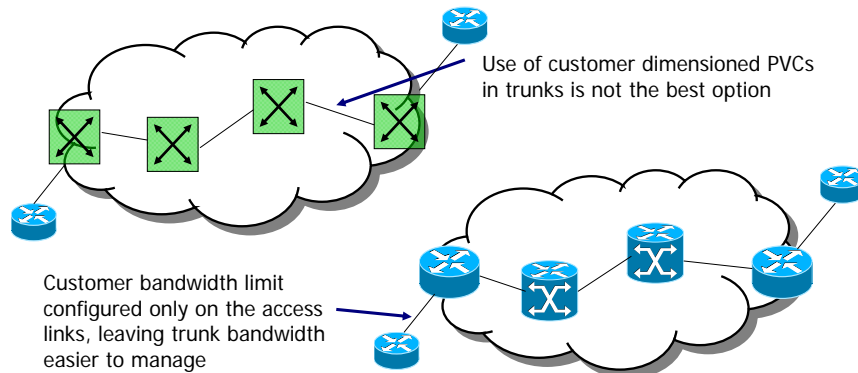 Use of customer dimensioned PVCs
in trunks is not the best option
Customer bandwidth limit
configured only on the access
links, leaving trunk bandwidth
easier to manage